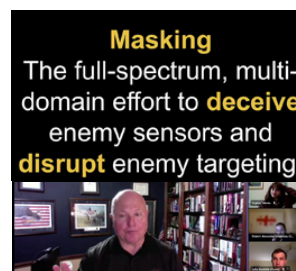 Masking
The full-spectrum, multi-
domain effort to deceive
enemy sensors and
disrupt enemy targeting